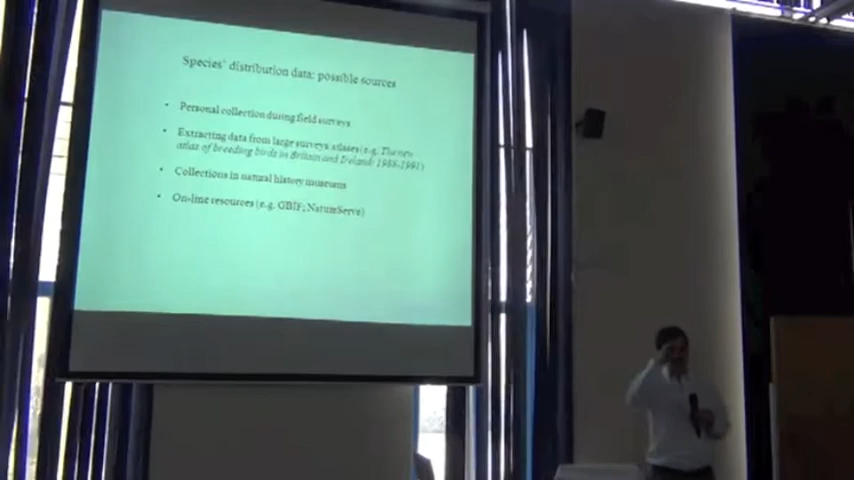 Species' distribution data: possible sources
• Personal collection during field surveys
• Extracting data from large surveys atlases (e.g. The new
atlas of breeding birds in Britain and Ireland: 1988-1991)
• Collections in natural history museums
• On-line resources (e.g. GBIF; NatureServe)